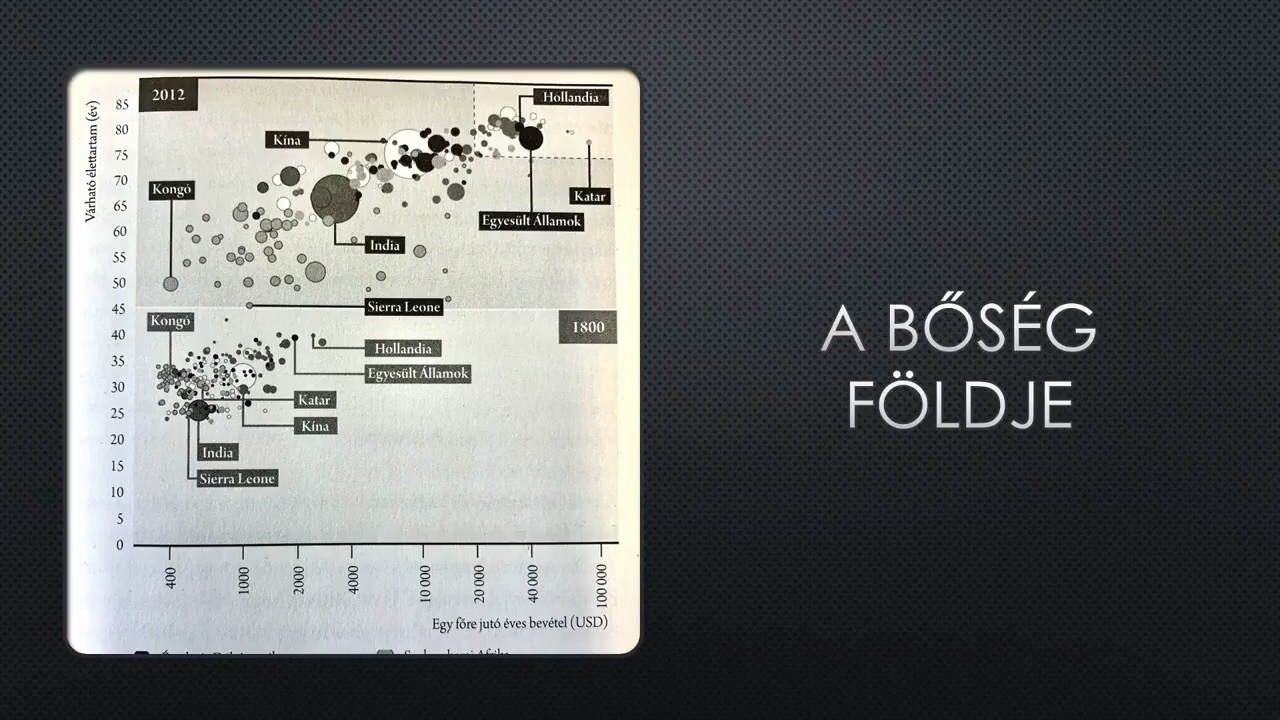 2012
Várható élettartam (év)
85
80
75
70
65
60
55
50
45
40
35
30
25
20
15
10
5
0
Hollandia
Kína
Kongó
Katar
Egyesült Államok
India
Sierra Leone
Kongó
1800
Hollandia
Egyesült Államok
Katar
Kína
India
Sierra Leone
400
1000
2000
4000
10 000
20 000
40 000
100 000
Egy főre jutó éves bevétel (USD)
A BŐSÉG
FÖLDJE